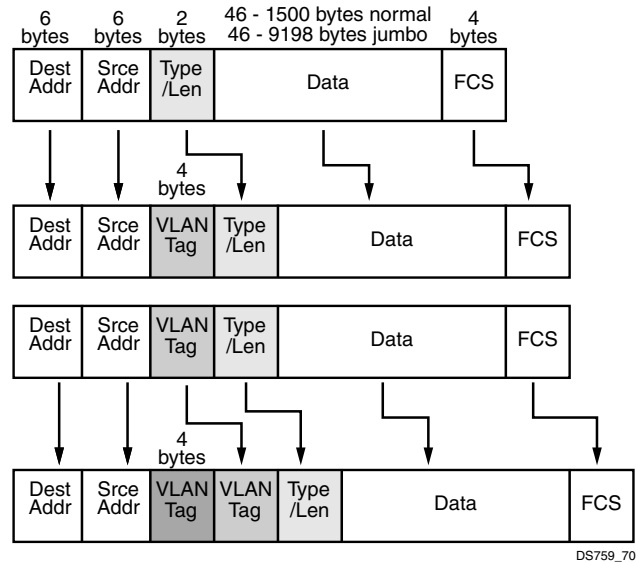 6 bytes
6 bytes
2 bytes
46 - 1500 bytes normal
46 - 9198 bytes jumbo
4 bytes
Dest Addr
Srce Addr
Type /Len
Data
FCS
4 bytes
Dest Addr
Srce Addr
VLAN Tag
Type /Len
Data
FCS
Dest Addr
Srce Addr
VLAN Tag
Type /Len
Data
FCS
4 bytes
Dest Addr
Srce Addr
VLAN Tag
VLAN Tag
Type /Len
Data
FCS
DS759_70